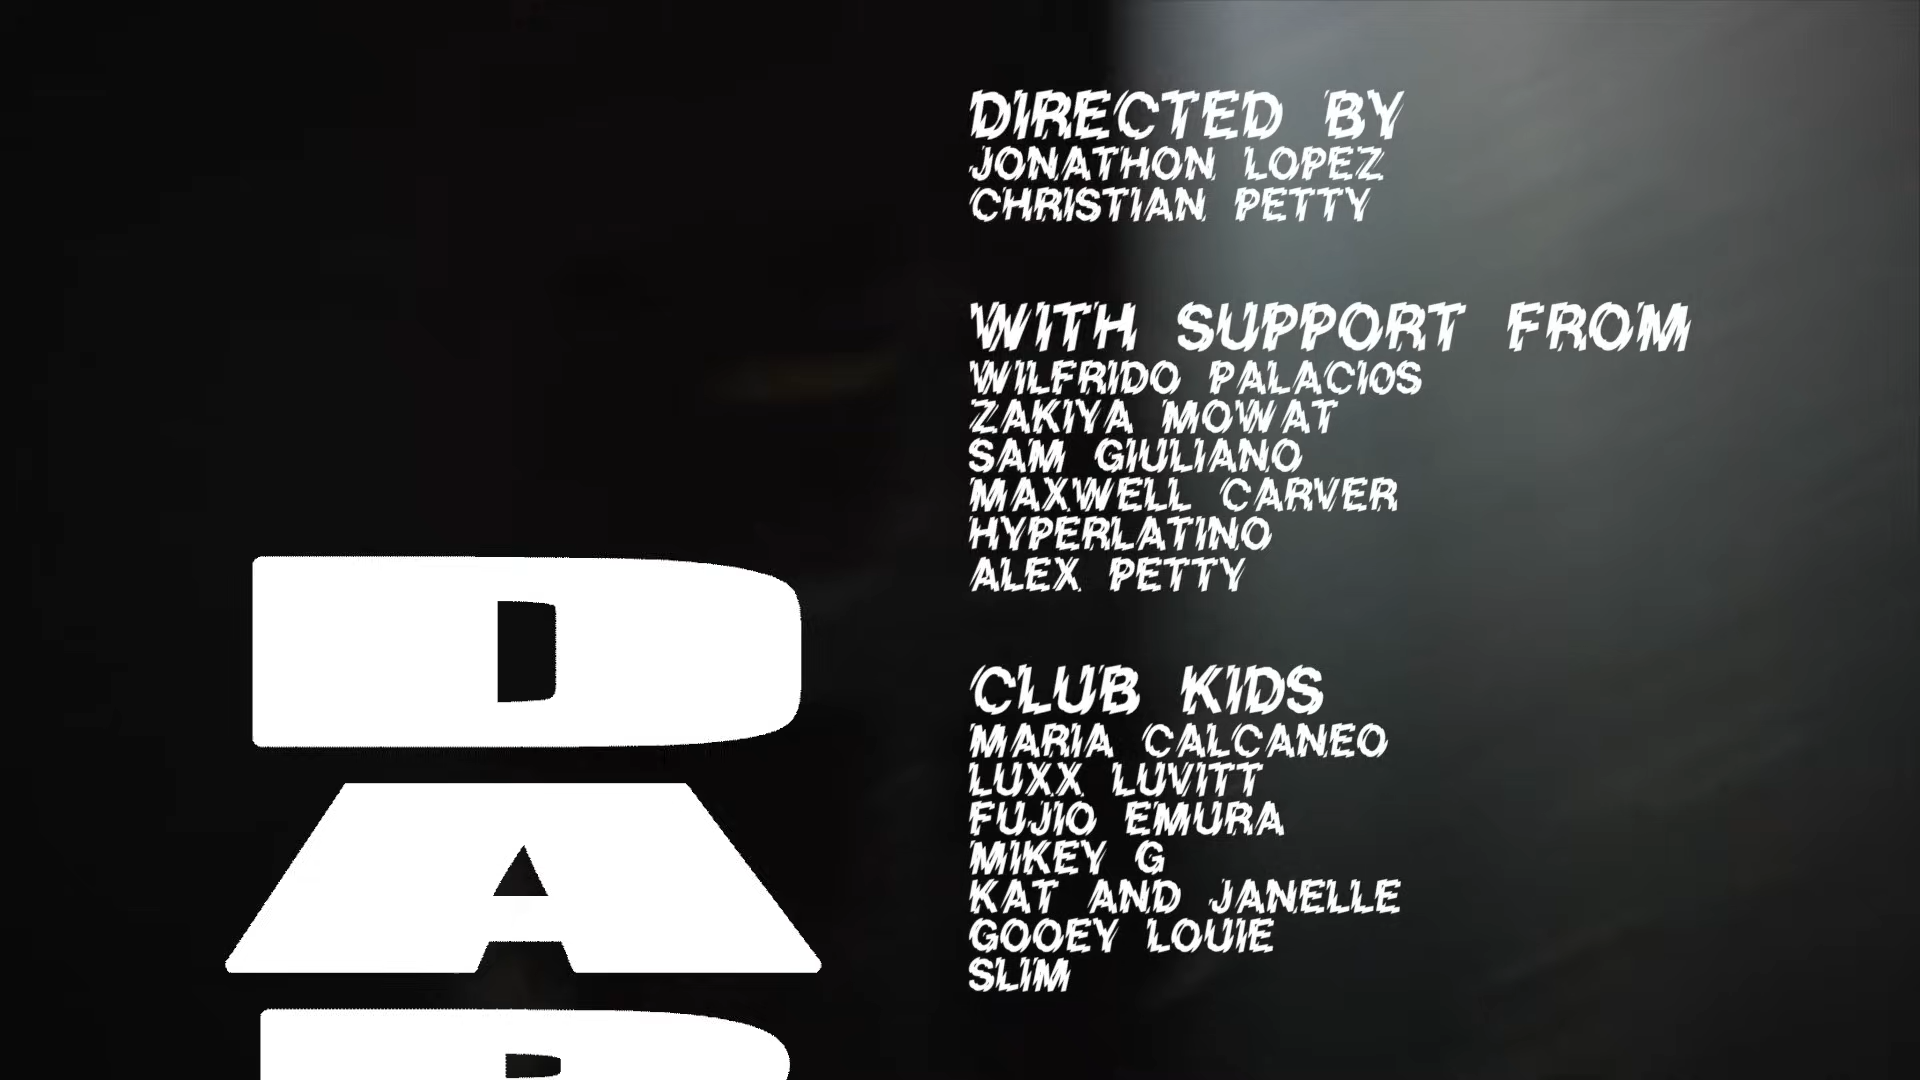 DIRECTED BY
JONATHON LOPEZ
CHRISTIAN PETTY
WITH SUPPORT FROM
WILFRIDO PALACIOS
ZAKIYA MOWAT
SAM GIULIANO
MAXWELL CARVER
HYPERLATINO
ALEX PETTY
CLUB KIDS
MARIA CALCANEO
LUXX LUVITT
FUJIO EMURA
MIKEY G
KAT AND JANELLE
GOOEY LOUIE
SLIM
D
A